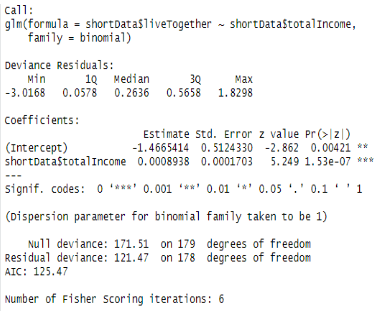 Call:
glm(formula = shortData$liveTogether ~ shortData$totalIncome,
    family = binomial)
Deviance Residuals:
    Min       1Q   Median       3Q      Max
-3.0168   0.0578   0.2636   0.5658   1.8298
Coefficients:
                        Estimate Std. Error z value Pr(>|z|)
(Intercept)           -1.4665414  0.5124330  -2.862  0.00421 **
shortData$totalIncome  0.0008938  0.0001703   5.249 1.53e-07 ***
---
Signif. codes:  0 '***' 0.001 '**' 0.01 '*' 0.05 '.' 0.1 ' ' 1
(Dispersion parameter for binomial family taken to be 1)
    Null deviance: 171.51  on 179  degrees of freedom
Residual deviance: 121.47  on 178  degrees of freedom
AIC: 125.47
Number of Fisher Scoring iterations: 6